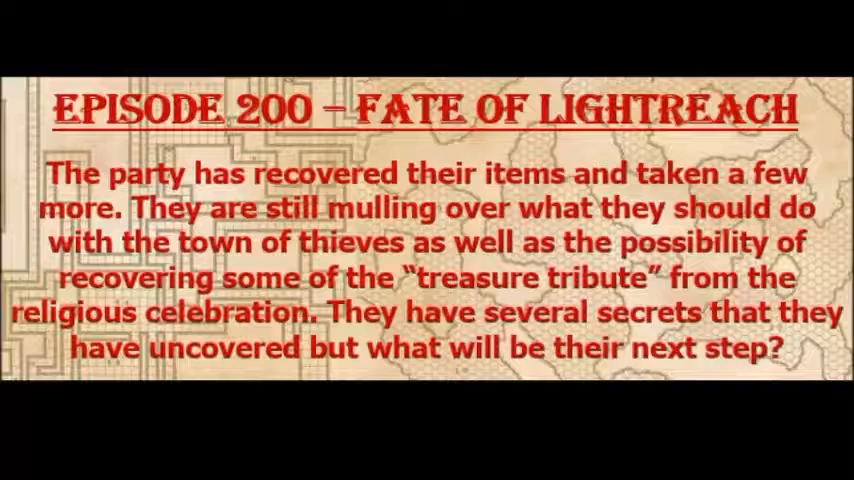 EPISODE 200 – FATE OF LIGHTREACH
The party has recovered their items and taken a few
more. They are still mulling over what they should do
with the town of thieves as well as the possibility of
recovering some of the “treasure tribute” from the
religious celebration. They have several secrets that they
have uncovered but what will be their next step?